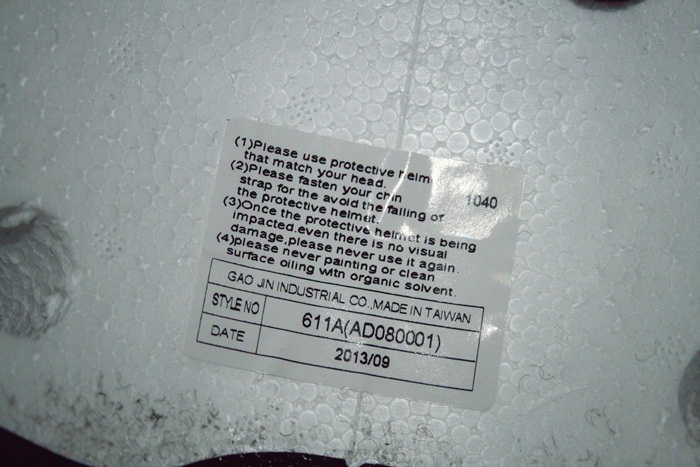 (1)Please use protective helm
that match your head.
(2)Please fasten your chin
strap for the avoid the falling of
the protective helmet.
(3)Once the protective helmet is being
impacted.even there is no visual
damage,please never use it again.
(4)please never painting or clean
surface oiling with organic solvent.
1040
GAO JIN INDUSTRIAL CO.,MADE IN TAIWAN
STYLE NO 611A(AD080001)
DATE 2013/09